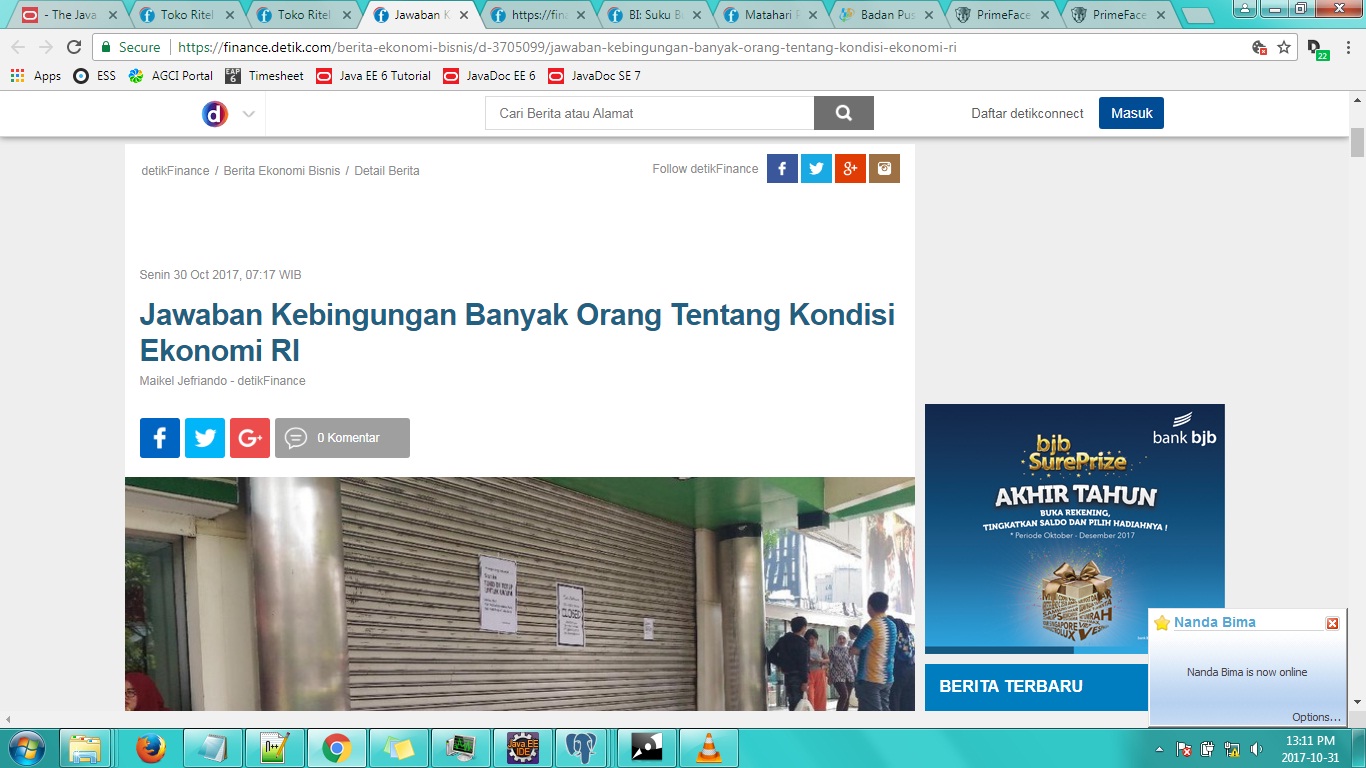 - The Java
Toko Ritel
Toko Ritel
Jawaban K
https://fina
BI: Suku B
Matahari
Badan Pus
PrimeFace
PrimeFace
Secure
https://finance.detik.com/berita-ekonomi-bisnis/d-3705099/jawaban-kebingungan-banyak-orang-tentang-kondisi-ekonomi-ri
22
Apps ESS AGCI Portal EAP 6 Timesheet Java EE 6 Tutorial JavaDoc EE 6 JavaDoc SE 7
d
Cari Berita atau Alamat
Daftar detikconnect
Masuk
detikFinance / Berita Ekonomi Bisnis / Detail Berita
Follow detikFinance
Senin 30 Oct 2017, 07:17 WIB
Jawaban Kebingungan Banyak Orang Tentang Kondisi
Ekonomi RI
Maikel Jefriando - detikFinance
0 Komentar
CLOSED
bank bjb
bjb
SurePrize
AKHIR TAHUN
BUKA REKENING,
TINGKATKAN SALDO DAN PILIH HADIAHNYA !
* Periode Oktober - Desember 2017
BERITA TERBARU
Nanda Bima
Nanda Bima is now online
Options...
Java EE
IDE
13:11 PM
2017-10-31